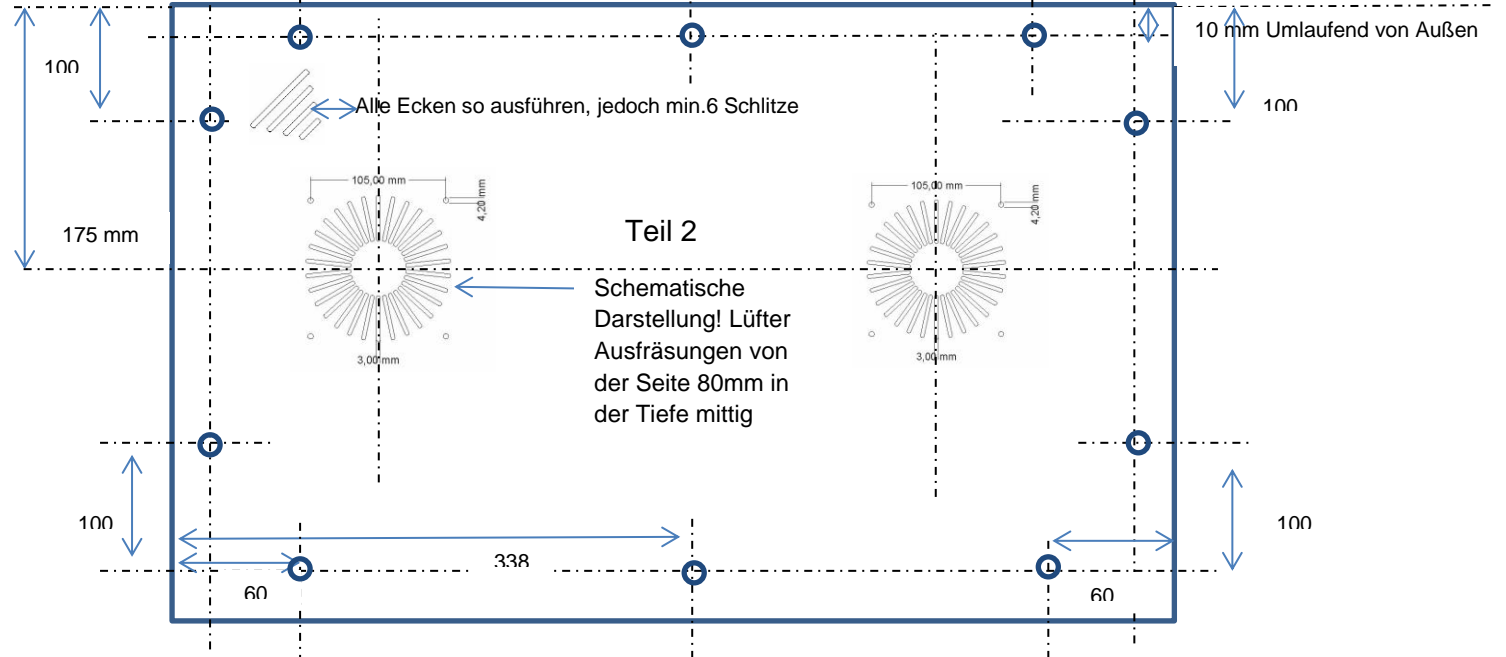 10 mm Umlaufend von Außen
100
100
Alle Ecken so ausführen, jedoch min.6 Schlitze
105,00 mm
4,20 mm
105,00 mm
4,20 mm
175 mm
Teil 2
Schematische
Darstellung! Lüfter
Ausfräsungen von
der Seite 80mm in
der Tiefe mittig
3,00 mm
3,00 mm
100
100
338
60
60